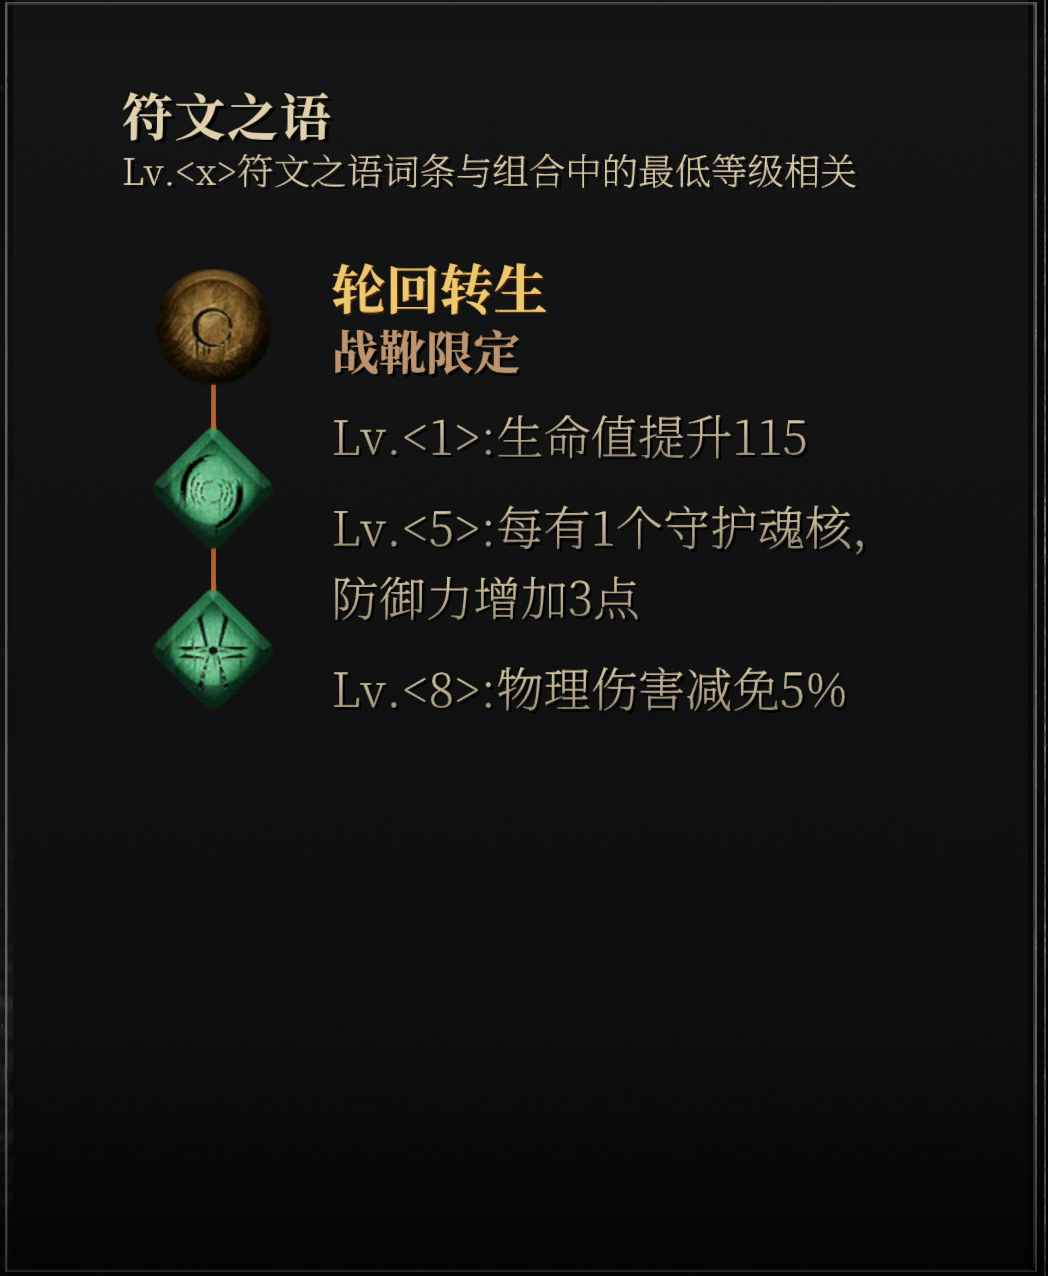 符文之语
Lv.<x>符文之语词条与组合中的最低等级相关
轮回转生
战靴限定
Lv.<1>:生命值提升115
Lv.<5>:每有1个守护魂核,
防御力增加3点
Lv.<8>:物理伤害减免5%